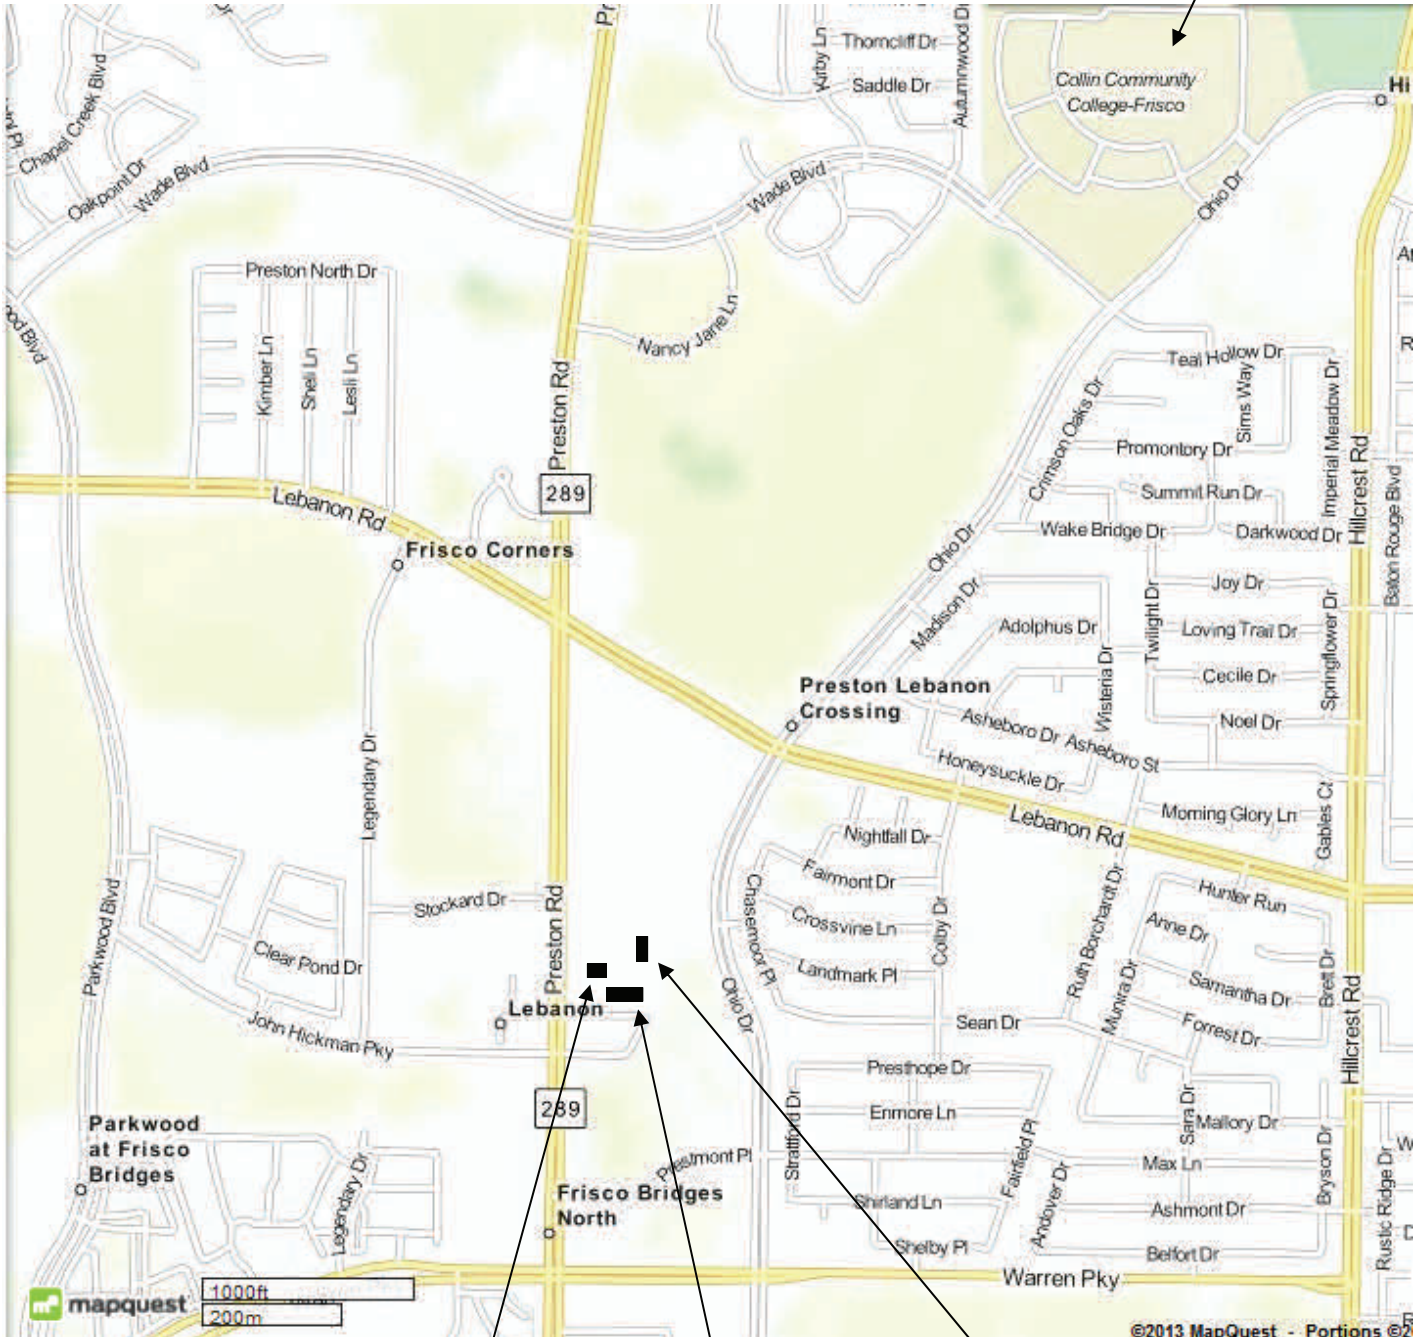 Thorncliff Dr
Saddle Dr
Kirby Ln
Autumnwood Dr
Collin Community
College-Frisco
Hi
Chapel Creek Blvd
Oakpoint Dr
Wade Blvd
Wade Blvd
Ohio Dr
Preston North Dr
Kimber Ln
Sheli Ln
Lesli Ln
Nancy Jane Ln
Preston Rd
289
Teal Hollow Dr
Sims Way
Imperial Meadow Dr
Crimson Oaks Dr
Promontory Dr
Summit Run Dr
Hillcrest Rd
Baton Rouge Blvd
Lebanon Rd
Frisco Corners
Ohio Dr
Wake Bridge Dr
Darkwood Dr
Madison Dr
Joy Dr
Adolphus Dr
Twilight Dr
Loving Trail Dr
Springflower Dr
Cecile Dr
Wisteria Dr
Preston Lebanon
Crossing
Asheboro Dr
Asheboro St
Noel Dr
Honeysuckle Dr
Legendary Dr
Lebanon Rd
Morning Glory Ln
Gables Ct
Nightfall Dr
Fairmont Dr
Chasemoor Pl
Crossvine Ln
Colby Dr
Landmark Pl
Ruth Borchardt Dr
Hunter Run
Anne Dr
Samantha Dr
Brett Dr
Munira Dr
Forrest Dr
Parkwood Blvd
Stockard Dr
Preston Rd
Clear Pond Dr
Lebanon
Ohio Dr
Sean Dr
Hillcrest Rd
John Hickman Pky
289
Presthope Dr
Enmore Ln
Stratford Dr
Fairfield Pl
Sara Dr
Mallory Dr
Parkwood
at Frisco
Bridges
Legendary Dr
Prestmont Pl
Max Ln
Bryson Dr
Rustic Ridge Dr
Frisco Bridges
North
Shirland Ln
Andover Dr
Ashmont Dr
Shelby Pl
Belfort Dr
Warren Pky
mapquest
1000ft
200m
©2013 MapQuest - Portions ©2